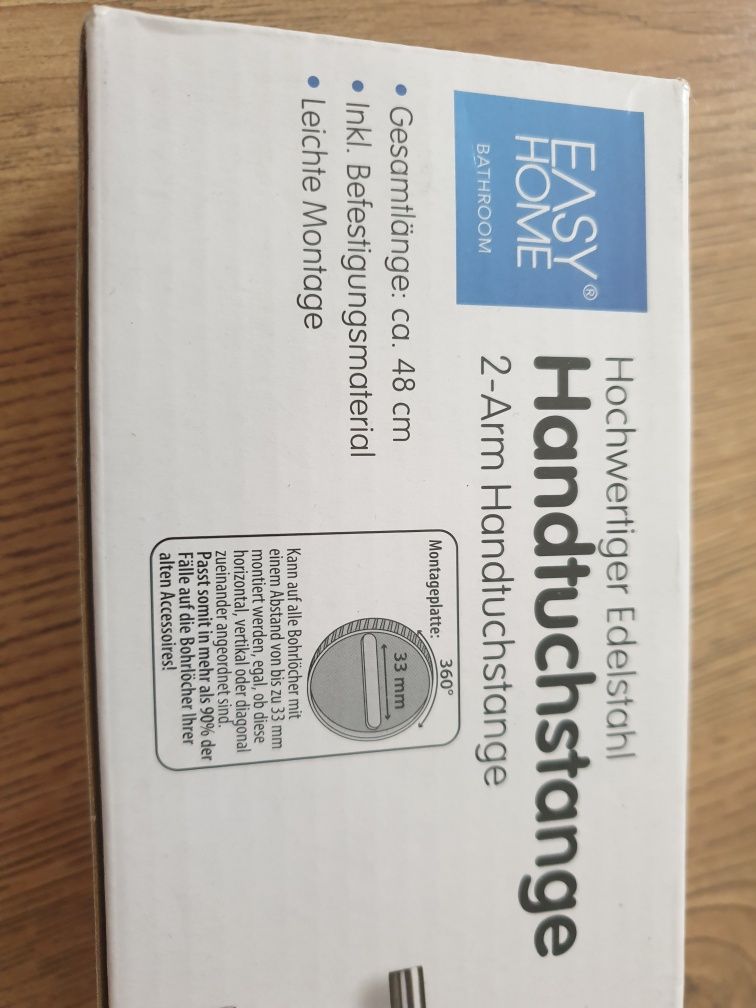 EASY
HOME®
BATHROOM
Hochwertiger Edelstahl
Handtuchstange
2-Arm Handtuchstange
• Gesamtlänge: ca. 48 cm
• Inkl. Befestigungsmaterial
• Leichte Montage
Montageplatte:
360°
33 mm
Kann auf alle Bohrlöcher mit
einem Abstand von bis zu 33 mm
montiert werden, egal, ob diese
horizontal, vertikal oder diagonal
zueinander angeordnet sind.
Passt somit in mehr als 90% der
Fälle auf die Bohrlöcher Ihrer
alten Accessoires!